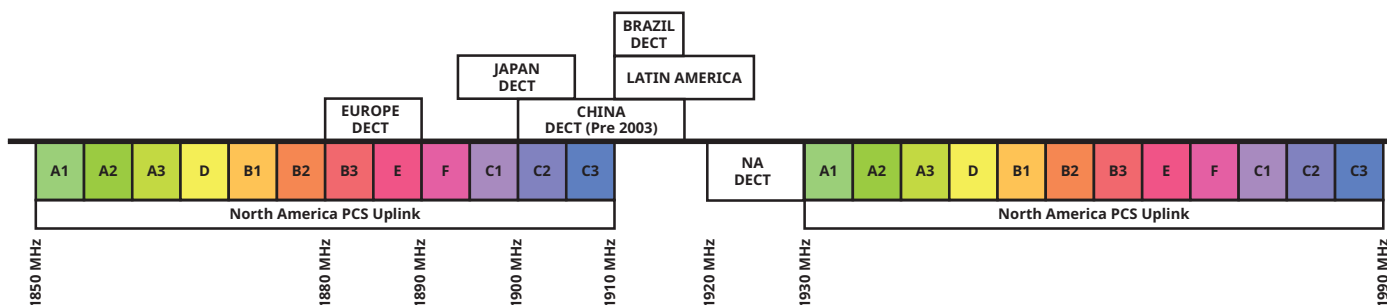 BRAZIL
DECT
JAPAN
DECT
LATIN AMERICA
EUROPE
DECT
CHINA
DECT (Pre 2003)
A1 A2 A3 D B1 B2 B3 E F C1 C2 C3
NA
DECT
A1 A2 A3 D B1 B2 B3 E F C1 C2 C3
North America PCS Uplink
North America PCS Uplink
1850 MHz
1880 MHz
1890 MHz
1900 MHz
1910 MHz
1920 MHz
1930 MHz
1990 MHz